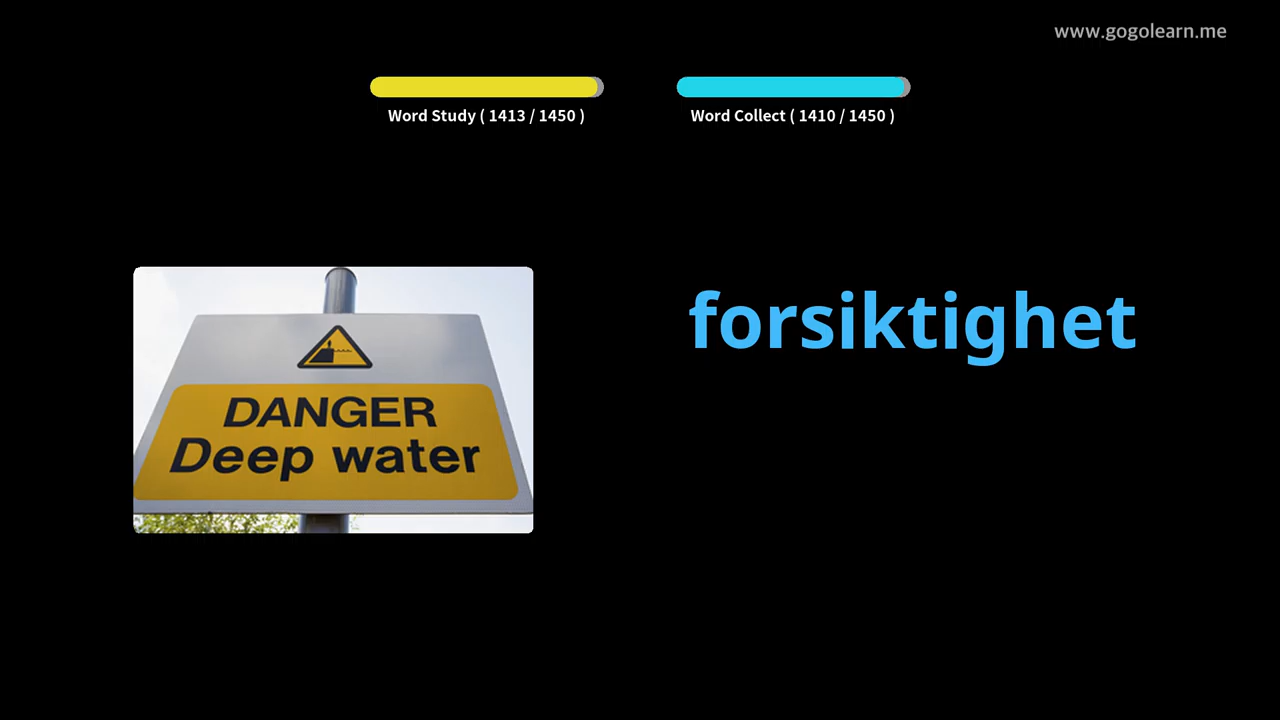 www.gogolearn.me
Word Study ( 1413 / 1450 )
Word Collect ( 1410 / 1450 )
DANGER
Deep water
forsiktighet